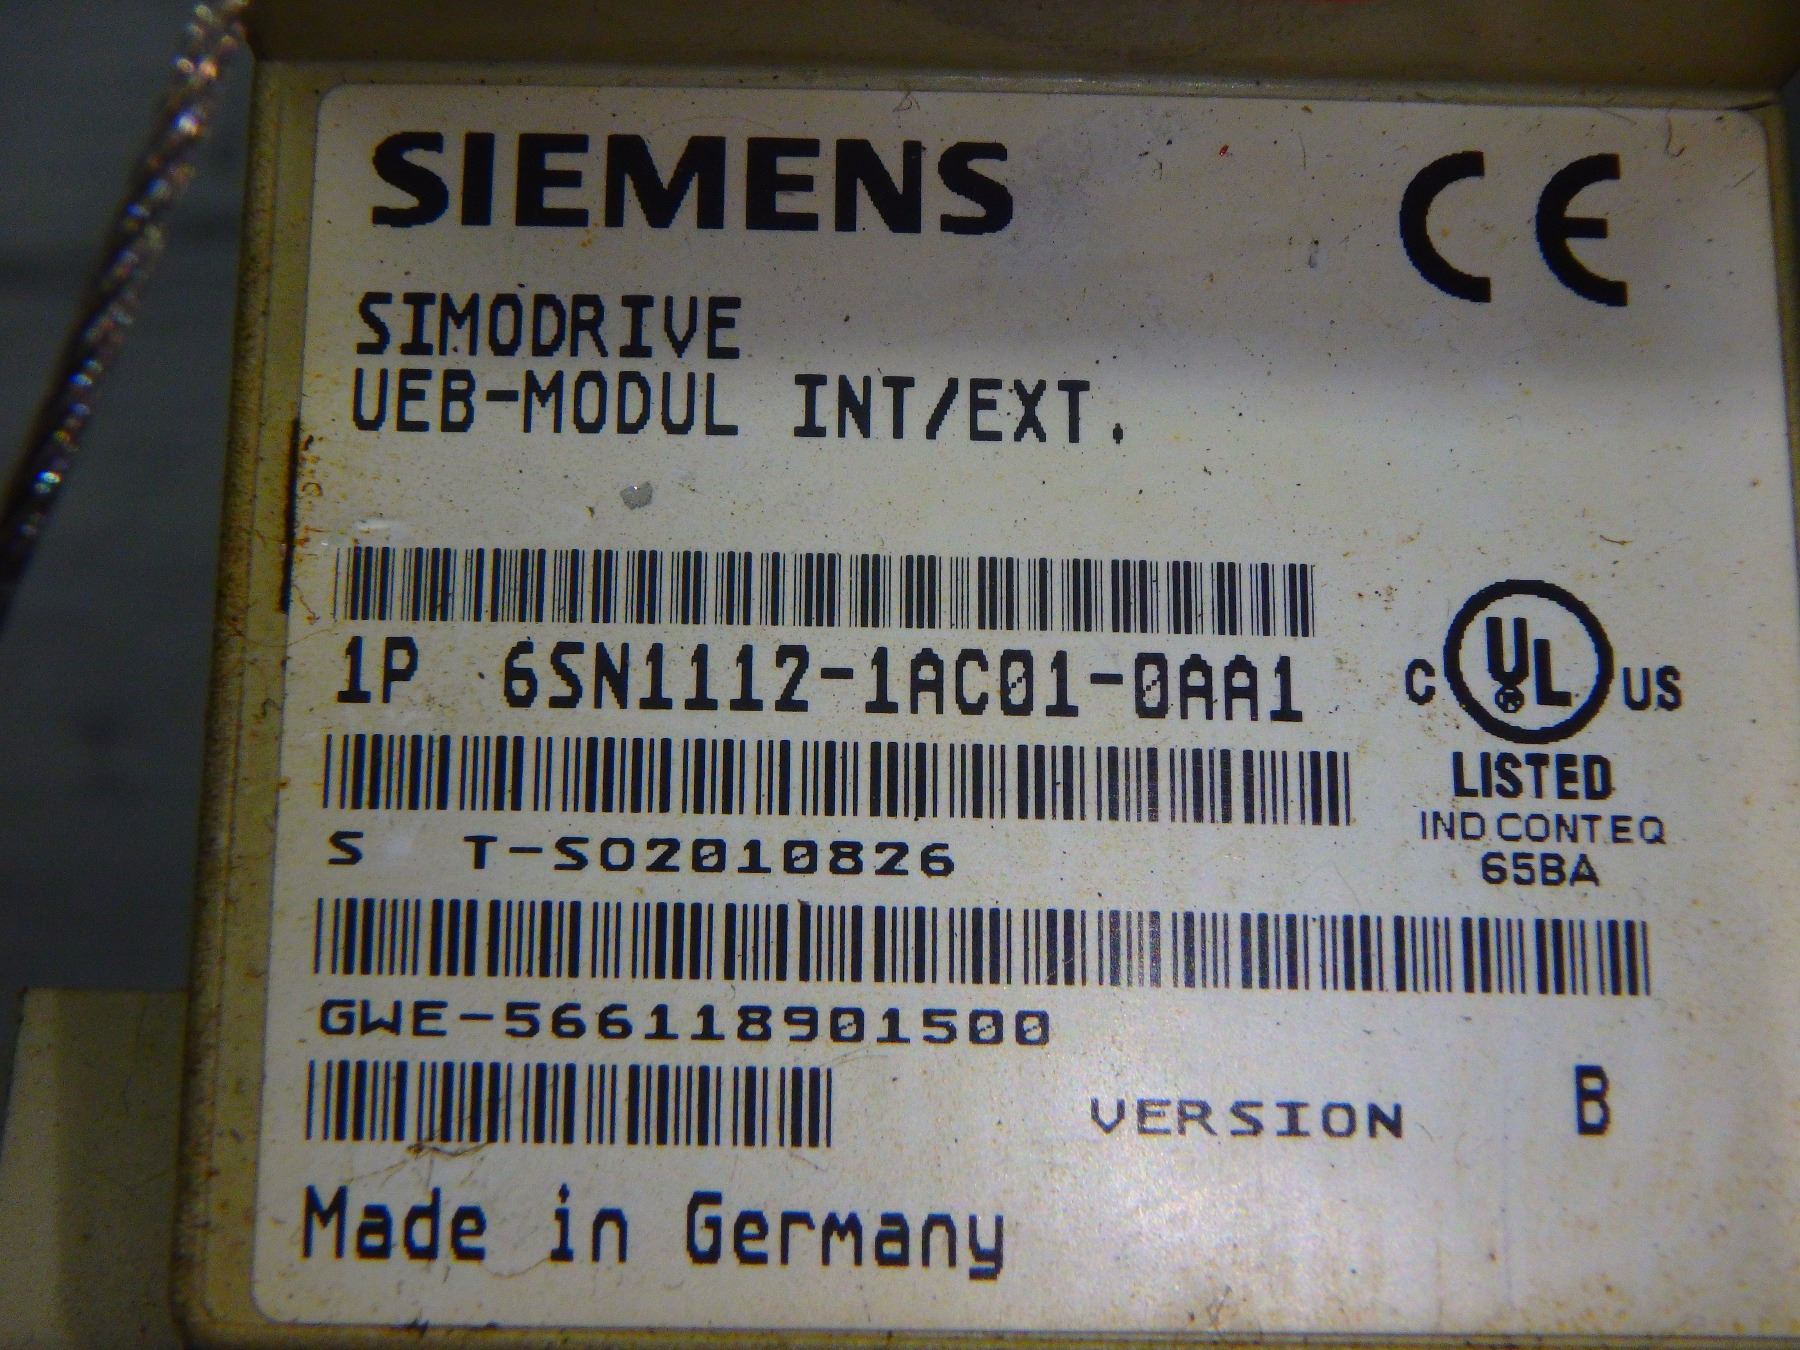 SIEMENS
CE
SIMODRIVE
UEB-MODUL INT/EXT.
1P 6SN1112-1AC01-0AA1
C UL ® US
LISTED
IND CONT EQ
65BA
S T-SO2010826
GWE-566118901500
VERSION B
Made in Germany